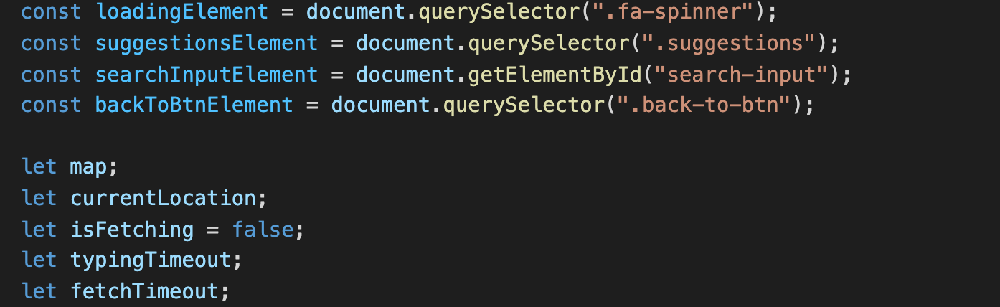 const loadingElement = document.querySelector(".fa-spinner");
const suggestionsElement = document.querySelector(".suggestions");
const searchInputElement = document.getElementById("search-input");
const backToBtnElement = document.querySelector(".back-to-btn");

let map;
let currentLocation;
let isFetching = false;
let typingTimeout;
let fetchTimeout;